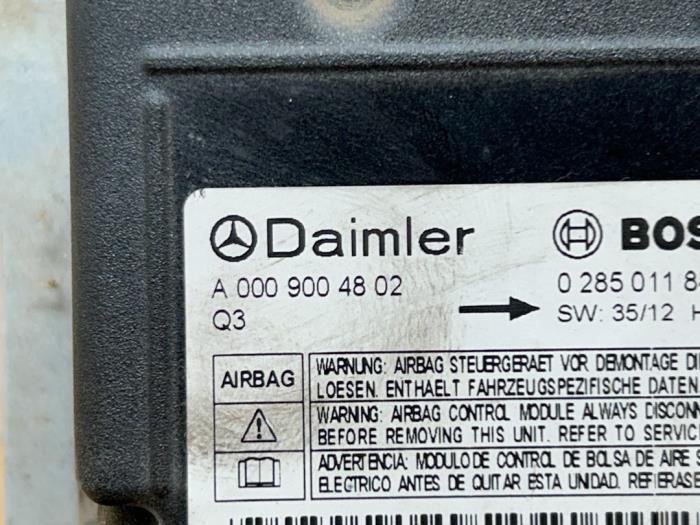 Daimler
A 000 900 48 02
Q3
0 285 011
SW: 35/12
AIRBAG
WARNUNG: AIRBAG STEUERGERAET VOR DEMONTAGE
LOESEN. ENTHAELT FAHRZEUGSPEZIFISCHE DATEN
WARNING: AIRBAG CONTROL MODULE ALWAYS
BEFORE REMOVING THIS UNIT. REFER TO
ADVERTENCIA: MODULO DE CONTROL DE BOLSA DE AIRE
ELECTRICO ANTES DE QUITAR ESTA UNIDAD.